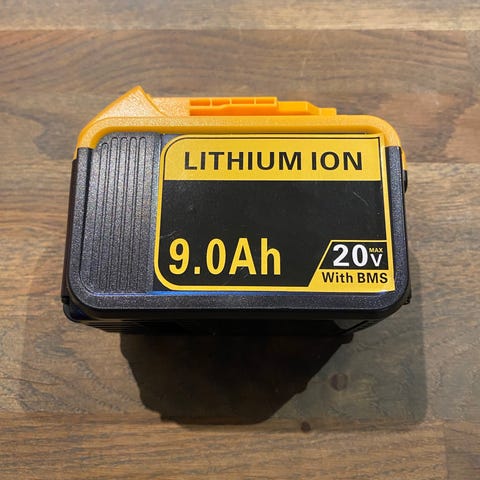 LITHIUM ION
9.0Ah
20V MAX
With BMS